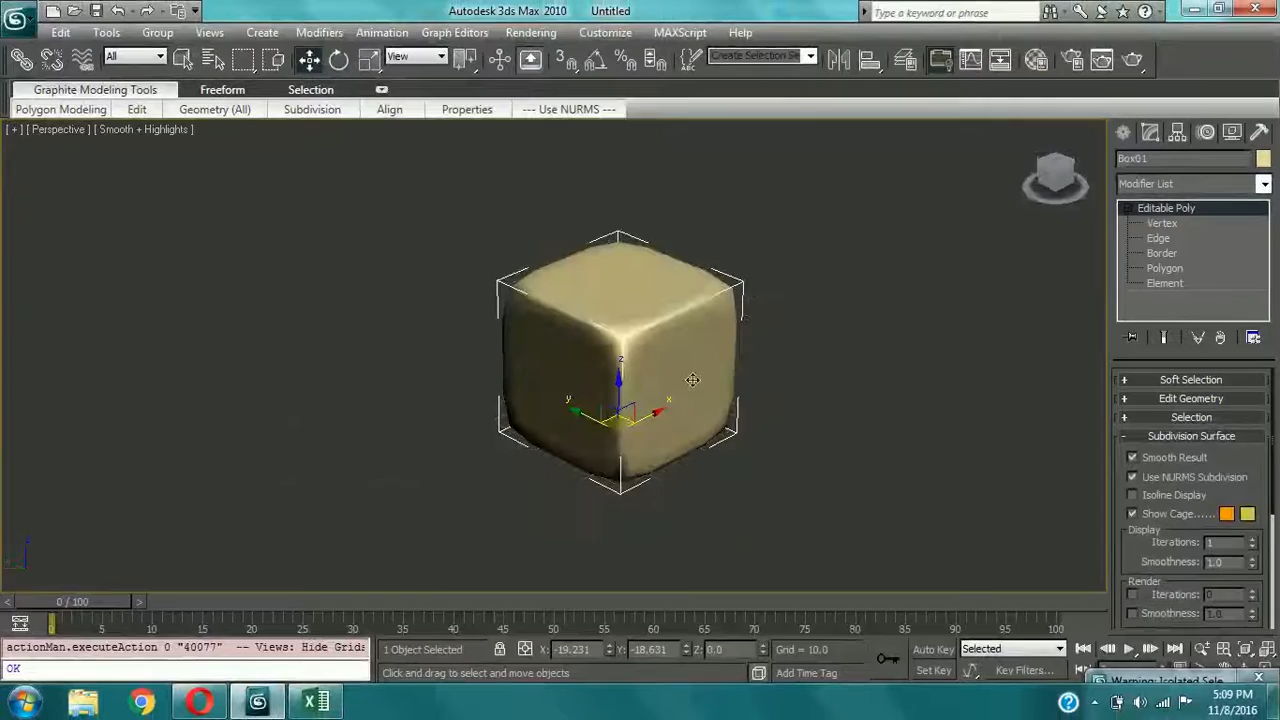 Autodesk 3ds Max 2010 Untitled
Type a keyword or phrase
Edit Tools Group Views Create Modifiers Animation Graph Editors Rendering Customize MAXScript Help
All View Create Selection Se
Graphite Modeling Tools Freeform Selection
Polygon Modeling Edit Geometry (All) Subdivision Align Properties --- Use NURMS ---
[ + ] [ Perspective ] [ Smooth + Highlights ]
Box01
Modifier List
Editable Poly
Vertex
Edge
Border
Polygon
Element
z
y
x
+ Soft Selection
+ Edit Geometry
+ Selection
- Subdivision Surface
Smooth Result
Use NURMS Subdivision
Isoline Display
Show Cage......
Display
Iterations: 1
Smoothness: 1.0
Render
Iterations: 0
Smoothness: 1.0
< 0 / 100 >
0 5 10 15 20 25 30 35 40 45 50 55 60 65 70 75 80 85 90 95 100
actionMan.executeAction 0 "40077" -- Views: Hide Grids
OK
1 Object Selected X: -19.231 Y: -18.631 Z: 0.0 Grid = 10.0 Auto Key Selected
Click and drag to select and move objects Add Time Tag Set Key Key Filters...
Warning: Isolated Sele
5:09 PM
11/8/2016